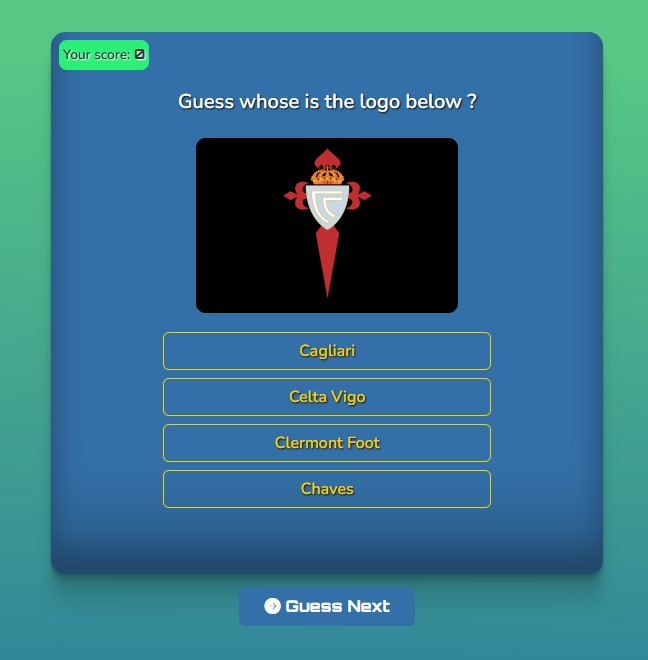 Your score: 0
Guess whose is the logo below ?
Cagliari
Celta Vigo
Clermont Foot
Chaves
Guess Next